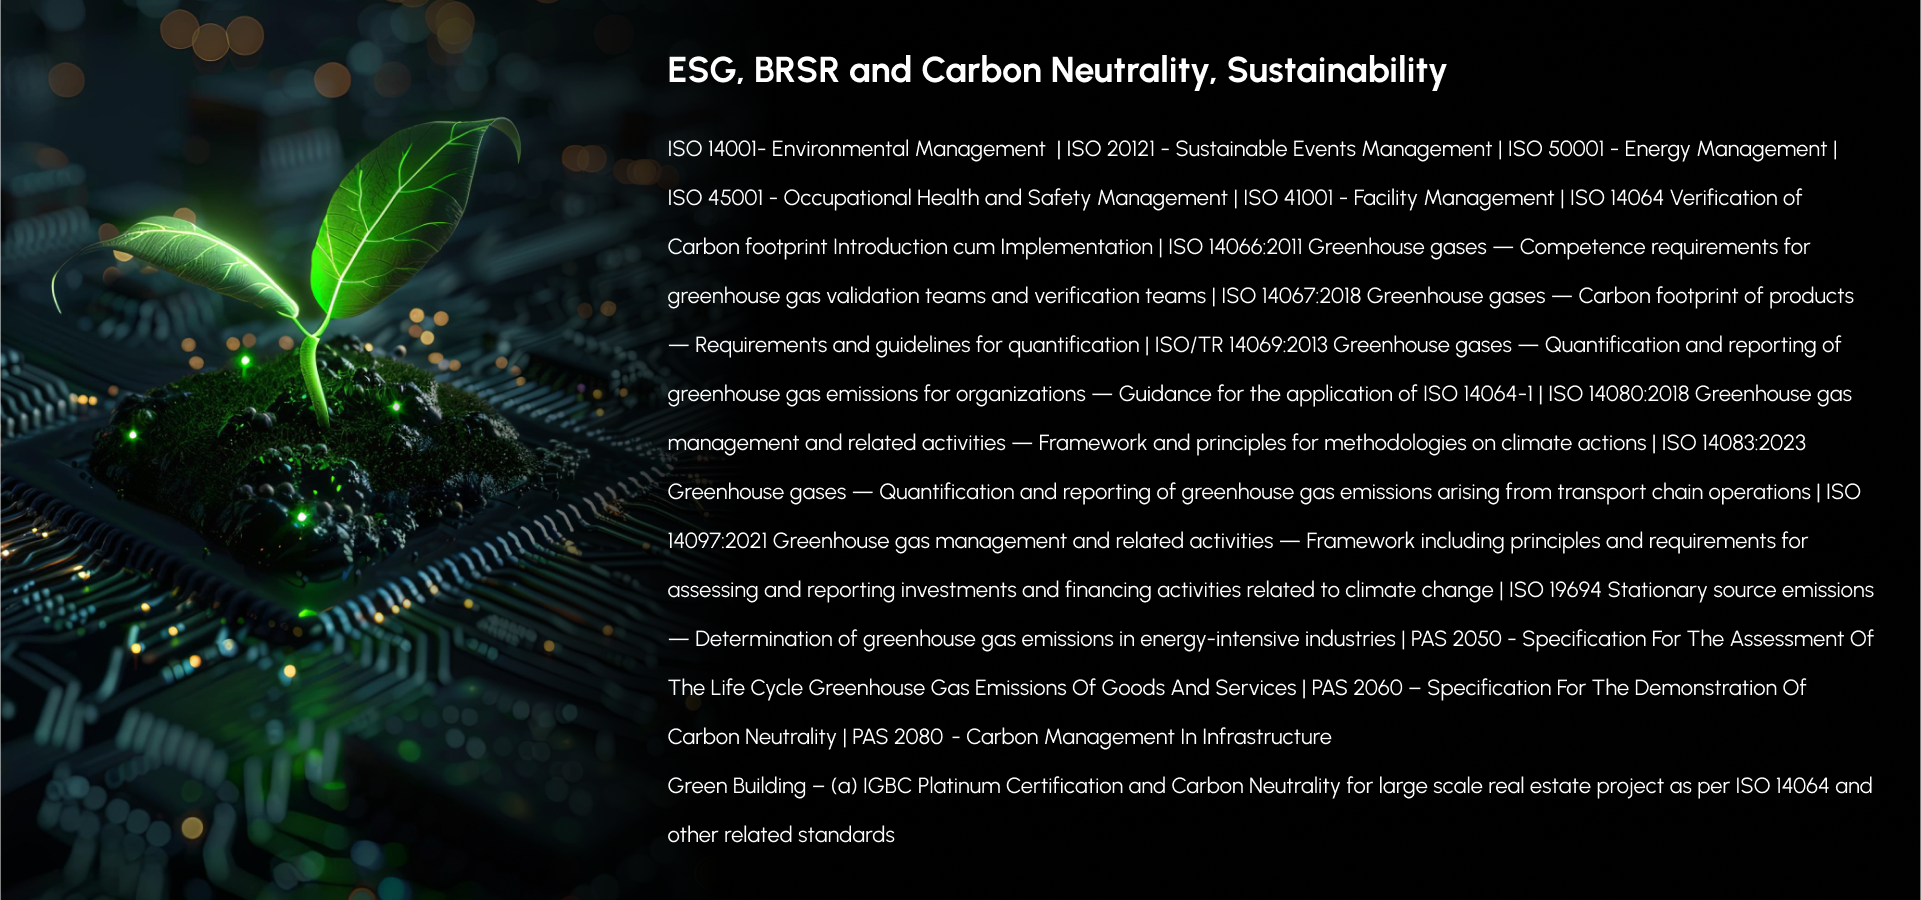 ESG, BRSR and Carbon Neutrality, Sustainability
ISO 14001- Environmental Management | ISO 20121 - Sustainable Events Management | ISO 50001 - Energy Management |
ISO 45001 - Occupational Health and Safety Management | ISO 41001 - Facility Management | ISO 14064 Verification of
Carbon footprint Introduction cum Implementation | ISO 14066:2011 Greenhouse gases — Competence requirements for
greenhouse gas validation teams and verification teams | ISO 14067:2018 Greenhouse gases — Carbon footprint of products
— Requirements and guidelines for quantification | ISO/TR 14069:2013 Greenhouse gases — Quantification and reporting of
greenhouse gas emissions for organizations — Guidance for the application of ISO 14064-1 | ISO 14080:2018 Greenhouse gas
management and related activities — Framework and principles for methodologies on climate actions | ISO 14083:2023
Greenhouse gases — Quantification and reporting of greenhouse gas emissions arising from transport chain operations | ISO
14097:2021 Greenhouse gas management and related activities — Framework including principles and requirements for
assessing and reporting investments and financing activities related to climate change | ISO 19694 Stationary source emissions
— Determination of greenhouse gas emissions in energy-intensive industries | PAS 2050 - Specification For The Assessment Of
The Life Cycle Greenhouse Gas Emissions Of Goods And Services | PAS 2060 – Specification For The Demonstration Of
Carbon Neutrality | PAS 2080 - Carbon Management In Infrastructure
Green Building – (a) IGBC Platinum Certification and Carbon Neutrality for large scale real estate project as per ISO 14064 and
other related standards